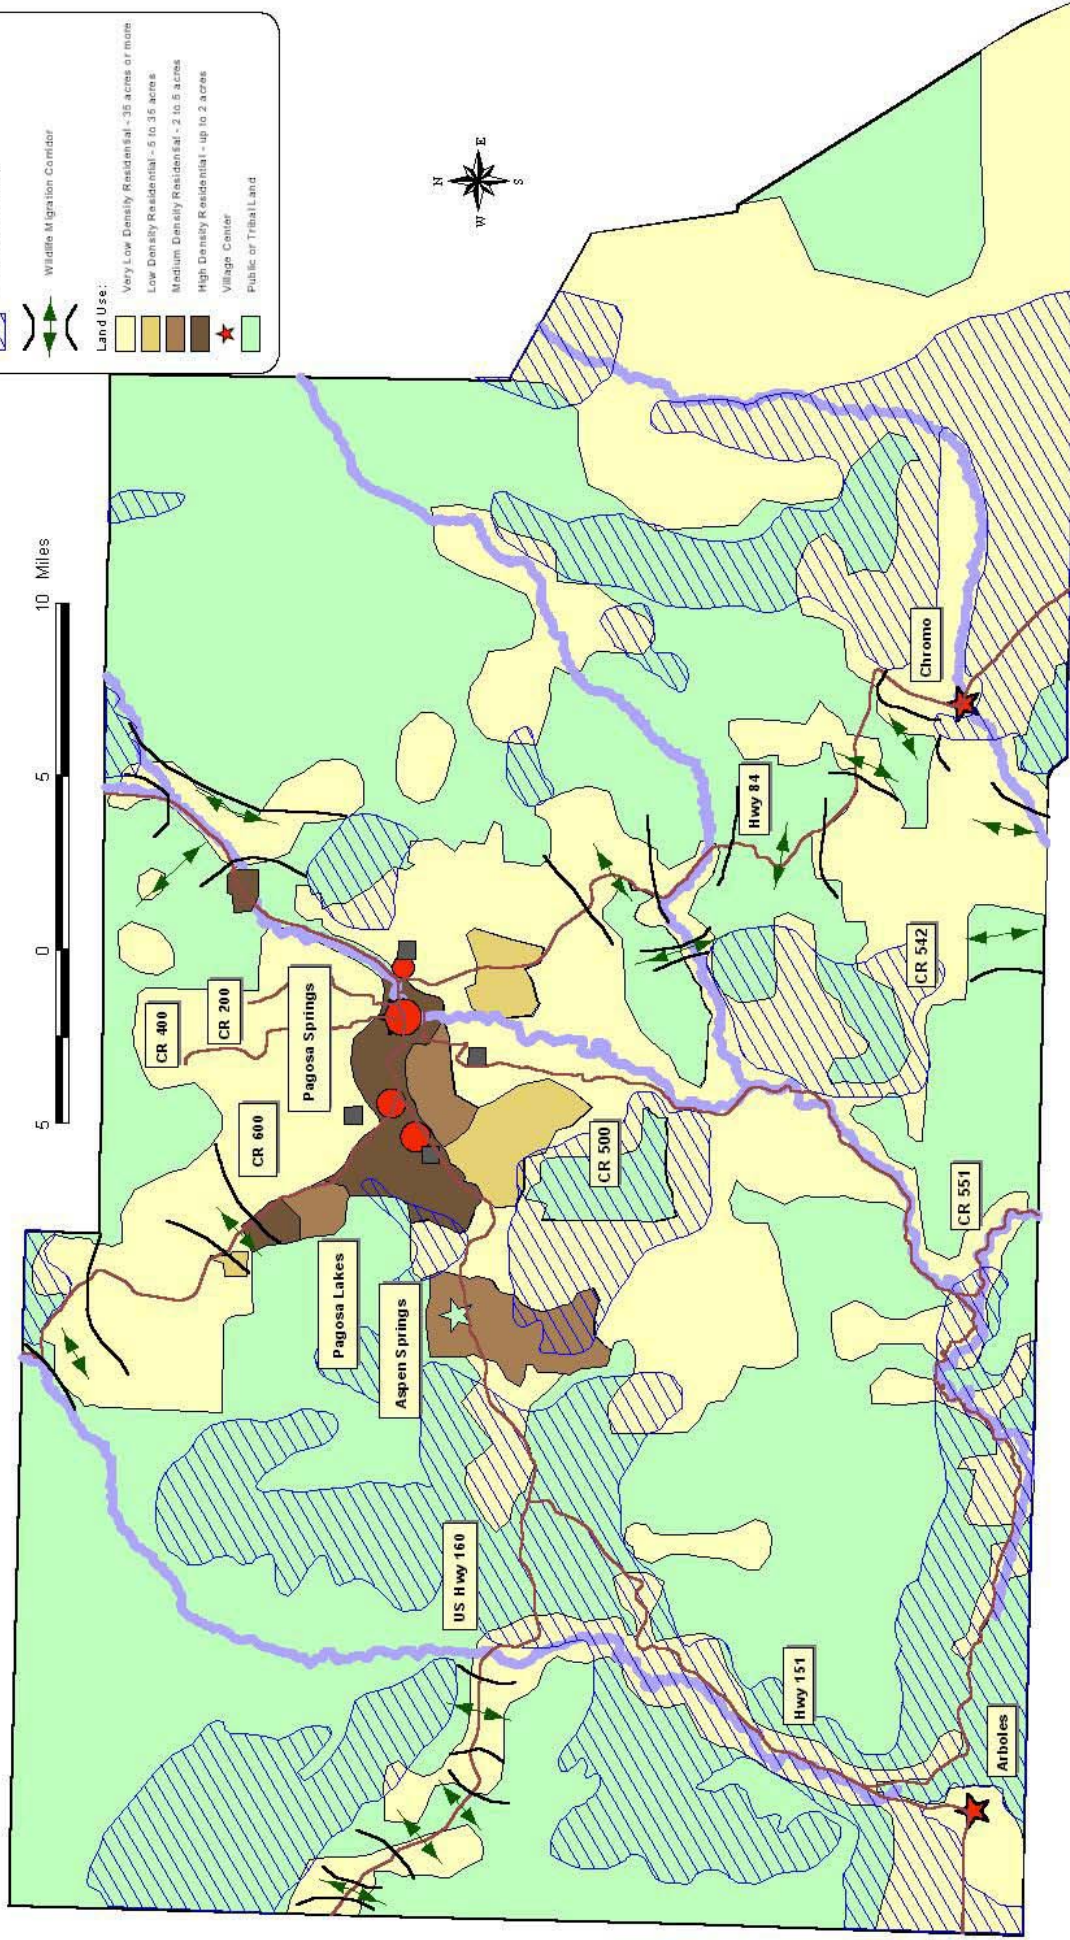 Wildlife Migration Corridor
Land Use:
Very Low Density Residential - 35 acres or more
Low Density Residential - 5 to 35 acres
Medium Density Residential - 2 to 5 acres
High Density Residential - up to 2 acres
Village Center
Public or Tribal Land
N
W
E
S
5
0
5
10 Miles
CR 400
CR 200
Pagosa Springs
CR 600
Pagosa Lakes
Aspen Springs
US Hwy 160
Hwy 151
Arboles
CR 500
CR 551
CR 542
Hwy 84
Chromo